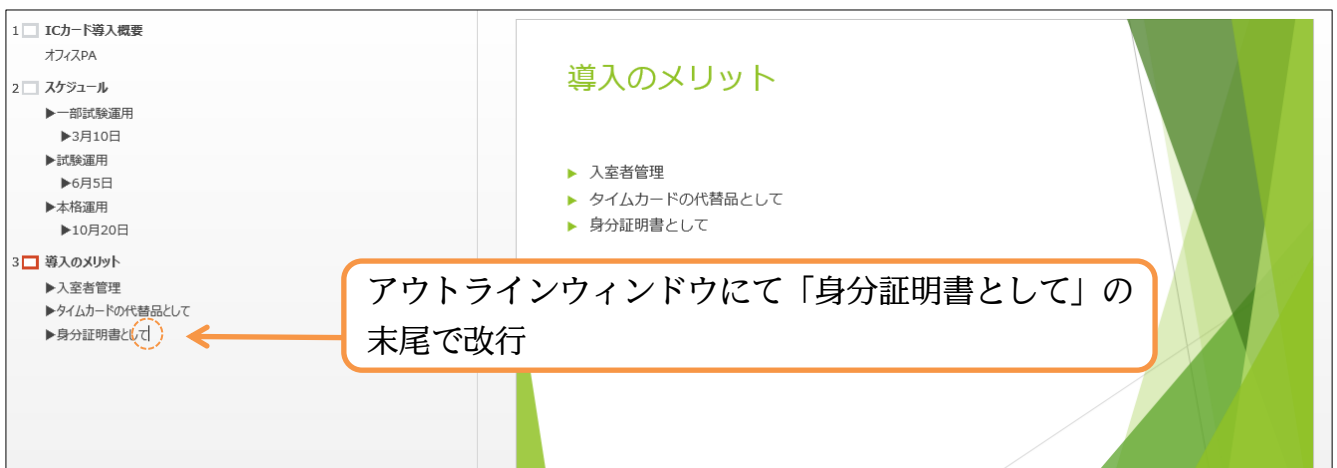 1 ICカード導入概要
オフィスPA
2 スケジュール
▶一部試験運用
▶3月10日
▶試験運用
▶6月5日
▶本格運用
▶10月20日
3 導入のメリット
▶入室者管理
▶タイムカードの代替品として
▶身分証明書として
導入のメリット
▶ 入室者管理
▶ タイムカードの代替品として
▶ 身分証明書として
アウトラインウィンドウにて「身分証明書として」の
末尾で改行